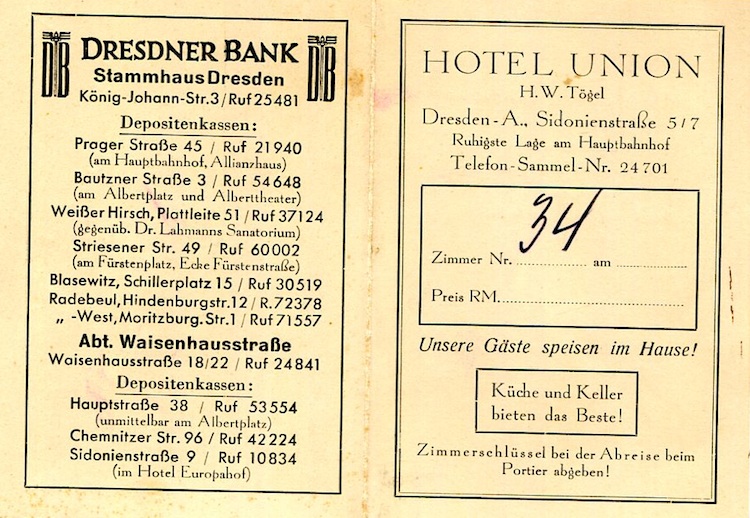 DB
DRESDNER BANK
DB
Stammhaus Dresden
König-Johann-Str. 3 / Ruf 25481
Depositenkassen:
Prager Straße 45 / Ruf 21940
(am Hauptbahnhof, Allianzhaus)
Bautzner Straße 3 / Ruf 54648
(am Albertplatz und Alberttheater)
Weißer Hirsch, Plattleite 51 / Ruf 37124
(gegenüb. Dr. Lahmanns Sanatorium)
Striesener Str. 49 / Ruf 60002
(am Fürstenplatz, Ecke Fürstenstraße)
Blasewitz, Schillerplatz 15 / Ruf 30519
Radebeul, Hindenburgstr. 12 / R. 72378
„ -West, Moritzburg. Str. 1 / Ruf 71557
Abt. Waisenhausstraße
Waisenhausstraße 18/22 / Ruf 24841
Depositenkassen:
Hauptstraße 38 / Ruf 53554
(unmittelbar am Albertplatz)
Chemnitzer Str. 96 / Ruf 42224
Sidonienstraße 9 / Ruf 10834
(im Hotel Europahof)
HOTEL UNION
H. W. Tögel
Dresden-A., Sidonienstraße 5/7
Ruhigste Lage am Hauptbahnhof
Telefon-Sammel-Nr. 24701
34
Zimmer Nr. .................. am ..................
Preis RM. ........................................
Unsere Gäste speisen im Hause!
Küche und Keller
bieten das Beste!
Zimmerschlüssel bei der Abreise beim
Portier abgeben!